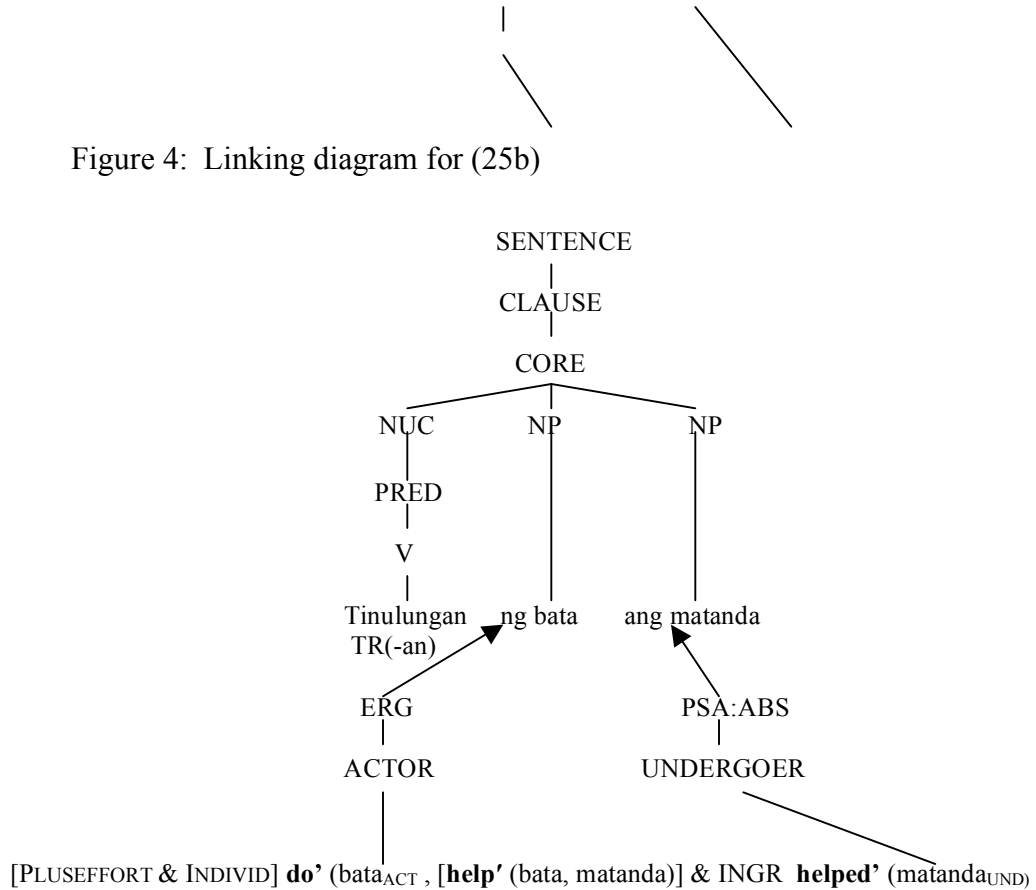 Figure 4: Linking diagram for (25b)
SENTENCE
CLAUSE
CORE
NUC NP NP
PRED
V
Tinulungan ng bata ang matanda
TR(-an)
ERG PSA:ABS
ACTOR UNDERGOER
[PLUSEFFORT & INDIVID] do’ (bataACT , [help′ (bata, matanda)] & INGR helped’ (matandaUND)